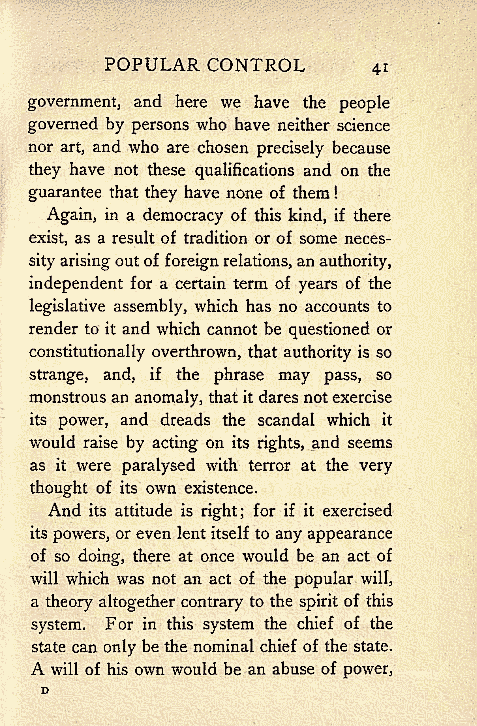 POPULAR CONTROL 41
government, and here we have the people
governed by persons who have neither science
nor art, and who are chosen precisely because
they have not these qualifications and on the
guarantee that they have none of them!
Again, in a democracy of this kind, if there
exist, as a result of tradition or of some neces-
sity arising out of foreign relations, an authority,
independent for a certain term of years of the
legislative assembly, which has no accounts to
render to it and which cannot be questioned or
constitutionally overthrown, that authority is so
strange, and, if the phrase may pass, so
monstrous an anomaly, that it dares not exercise
its power, and dreads the scandal which it
would raise by acting on its rights, and seems
as it were paralysed with terror at the very
thought of its own existence.
And its attitude is right; for if it exercised
its powers, or even lent itself to any appearance
of so doing, there at once would be an act of
will which was not an act of the popular will,
a theory altogether contrary to the spirit of this
system. For in this system the chief of the
state can only be the nominal chief of the state.
A will of his own would be an abuse of power,
D